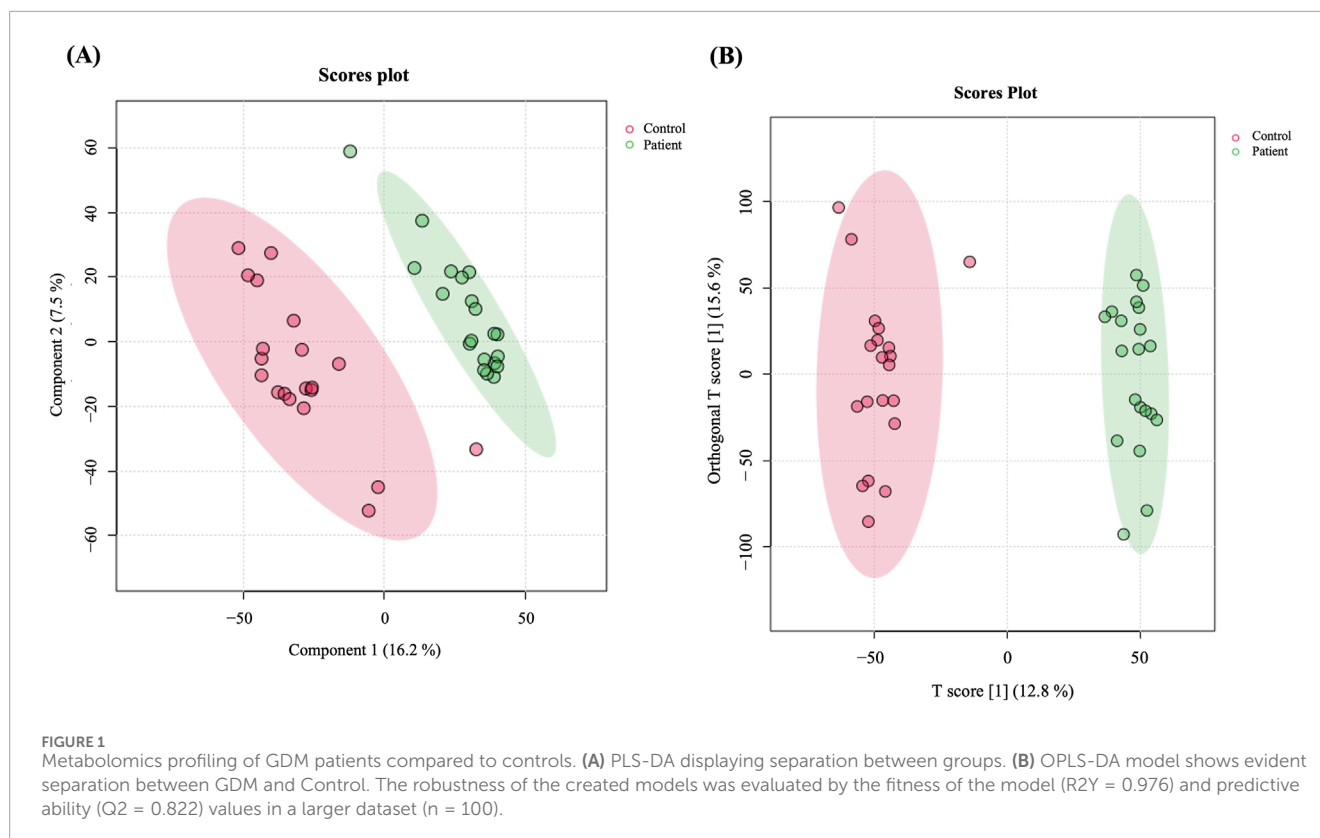 (A)
Scores plot
Control
Patient
60
40
20
0
−20
−40
−60
Component 2 (7.5 %)
−50
0
50
Component 1 (16.2 %)
(B)
Scores Plot
Control
Patient
100
50
0
−50
−100
Orthogonal T score [1] (15.6 %)
−50
0
50
T score [1] (12.8 %)
FIGURE 1
Metabolomics profiling of GDM patients compared to controls. (A) PLS-DA displaying separation between groups. (B) OPLS-DA model shows evident
separation between GDM and Control. The robustness of the created models was evaluated by the fitness of the model (R2Y = 0.976) and predictive
ability (Q2 = 0.822) values in a larger dataset (n = 100).